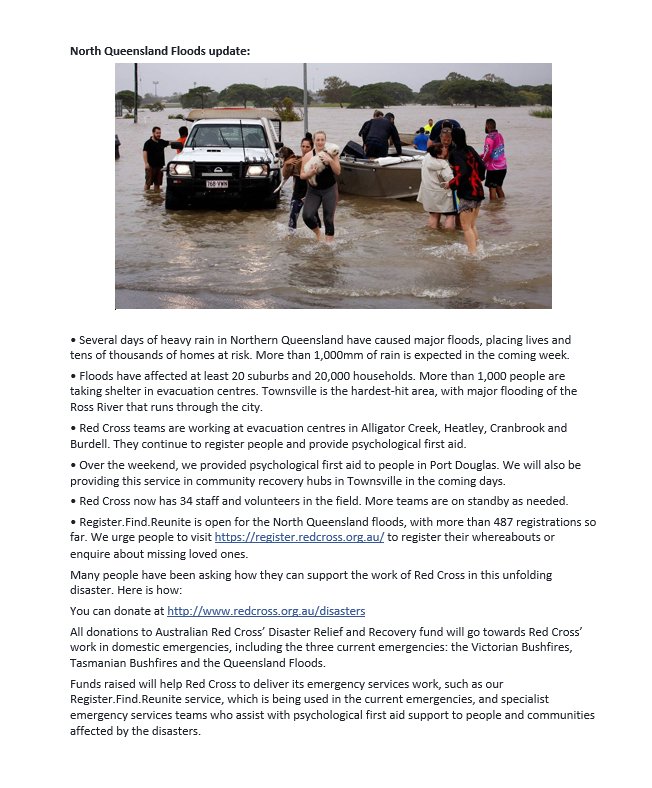 North Queensland Floods update:
• Several days of heavy rain in Northern Queensland have caused major floods, placing lives and
tens of thousands of homes at risk. More than 1,000mm of rain is expected in the coming week.
• Floods have affected at least 20 suburbs and 20,000 households. More than 1,000 people are
taking shelter in evacuation centres. Townsville is the hardest-hit area, with major flooding of the
Ross River that runs through the city.
• Red Cross teams are working at evacuation centres in Alligator Creek, Heatley, Cranbrook and
Burdell. They continue to register people and provide psychological first aid.
• Over the weekend, we provided psychological first aid to people in Port Douglas. We will also be
providing this service in community recovery hubs in Townsville in the coming days.
• Red Cross now has 34 staff and volunteers in the field. More teams are on standby as needed.
• Register.Find.Reunite is open for the North Queensland floods, with more than 487 registrations so
far. We urge people to visit https://register.redcross.org.au/ to register their whereabouts or
enquire about missing loved ones.
Many people have been asking how they can support the work of Red Cross in this unfolding
disaster. Here is how:
You can donate at http://www.redcross.org.au/disasters
All donations to Australian Red Cross’ Disaster Relief and Recovery fund will go towards Red Cross’
work in domestic emergencies, including the three current emergencies: the Victorian Bushfires,
Tasmanian Bushfires and the Queensland Floods.
Funds raised will help Red Cross to deliver its emergency services work, such as our
Register.Find.Reunite service, which is being used in the current emergencies, and specialist
emergency services teams who assist with psychological first aid support to people and communities
affected by the disasters.